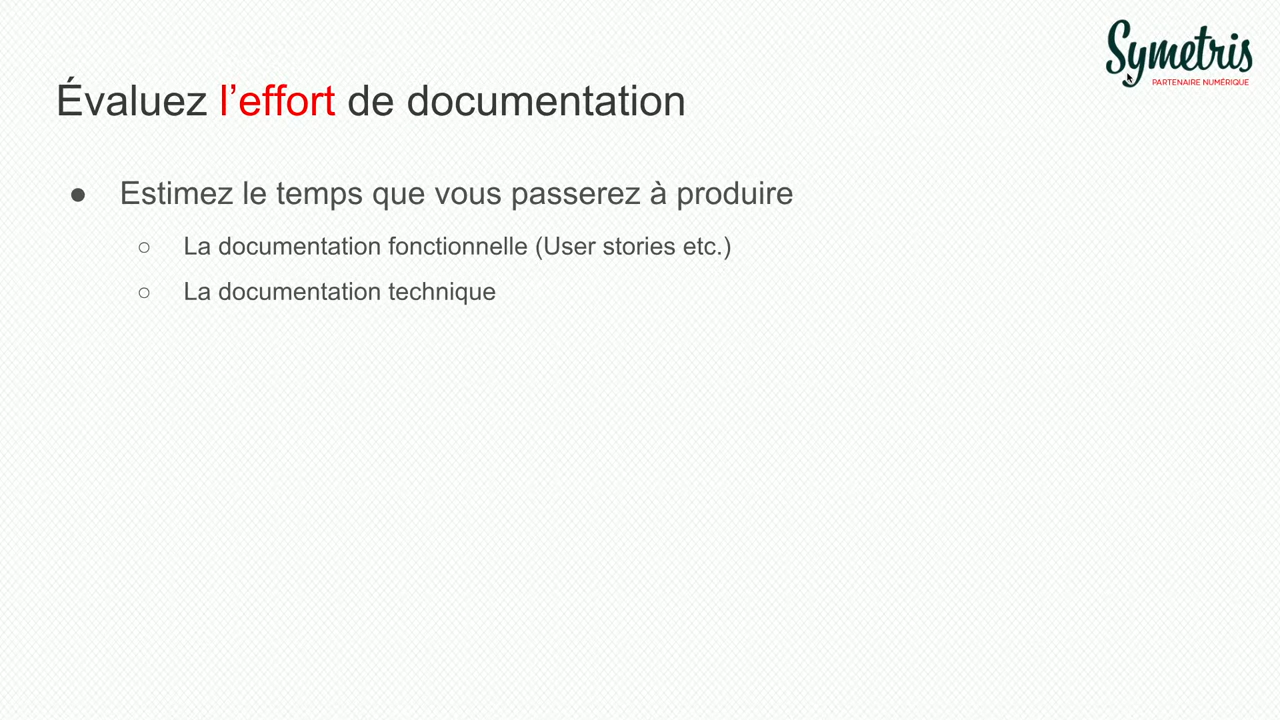 Symetris
PARTENAIRE NUMÉRIQUE
Évaluez l’effort de documentation
● Estimez le temps que vous passerez à produire
○ La documentation fonctionnelle (User stories etc.)
○ La documentation technique